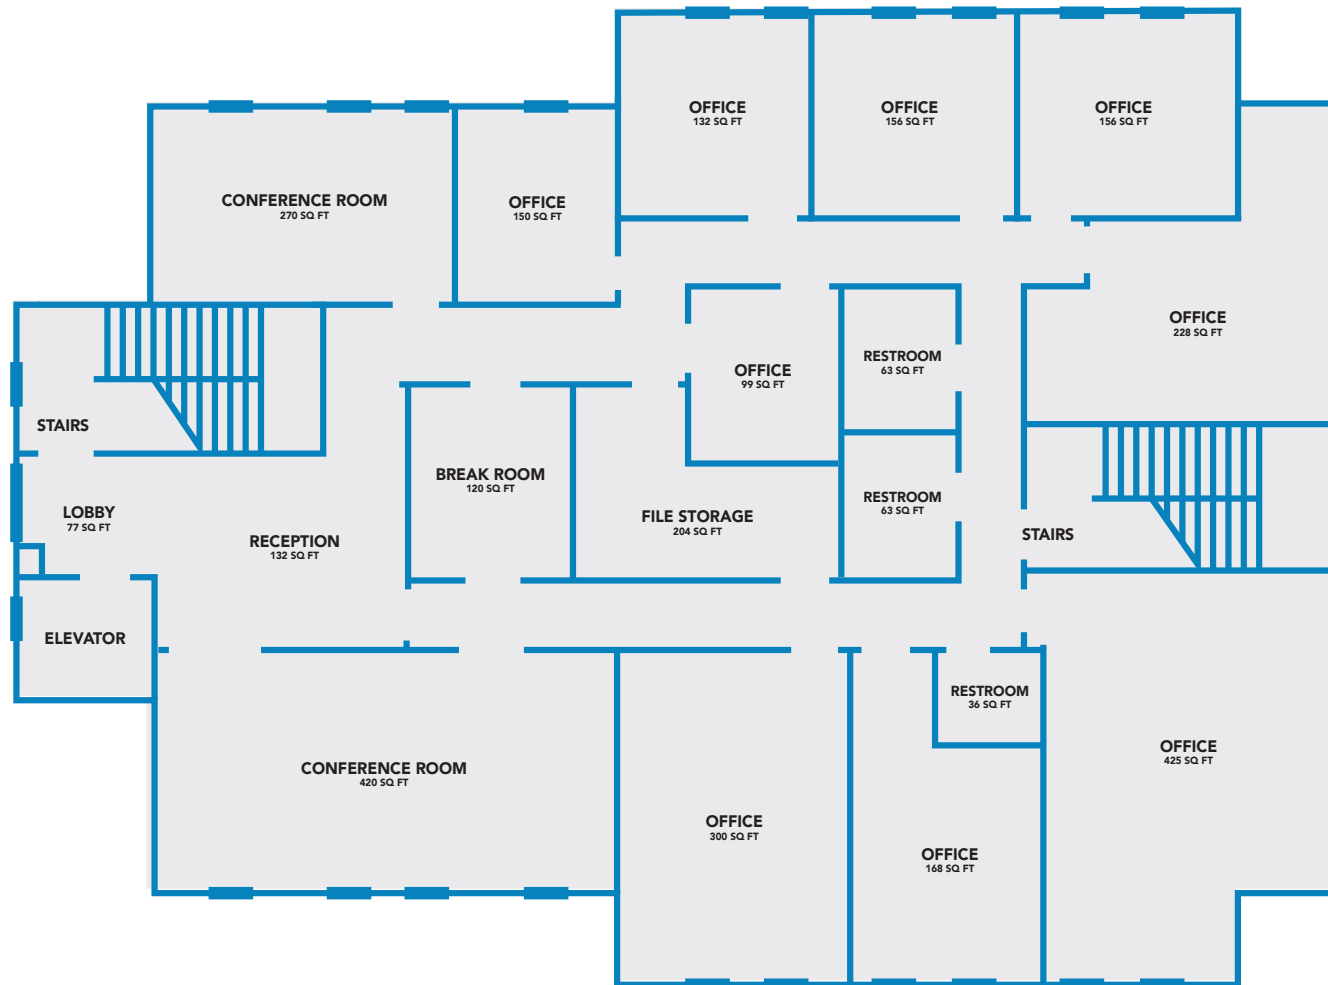 OFFICE
132 SQ FT
OFFICE
156 SQ FT
OFFICE
156 SQ FT
CONFERENCE ROOM
270 SQ FT
OFFICE
150 SQ FT
OFFICE
228 SQ FT
RESTROOM
63 SQ FT
OFFICE
99 SQ FT
STAIRS
BREAK ROOM
120 SQ FT
RESTROOM
63 SQ FT
LOBBY
77 SQ FT
FILE STORAGE
204 SQ FT
STAIRS
RECEPTION
132 SQ FT
ELEVATOR
RESTROOM
36 SQ FT
OFFICE
425 SQ FT
CONFERENCE ROOM
420 SQ FT
OFFICE
300 SQ FT
OFFICE
168 SQ FT